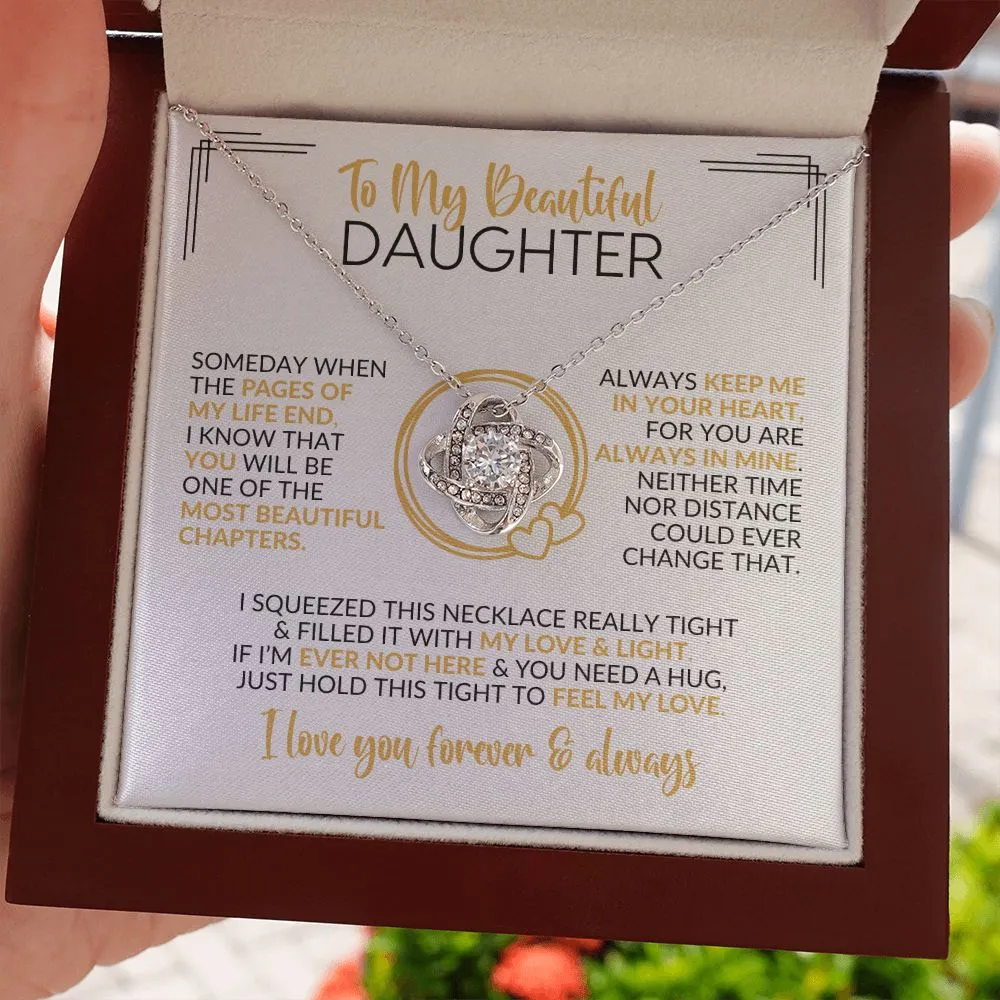 To My Beautiful
DAUGHTER
SOMEDAY WHEN
THE PAGES OF
MY LIFE END,
I KNOW THAT
YOU WILL BE
ONE OF THE
MOST BEAUTIFUL
CHAPTERS.
ALWAYS KEEP ME
IN YOUR HEART,
FOR YOU ARE
ALWAYS IN MINE.
NEITHER TIME
NOR DISTANCE
COULD EVER
CHANGE THAT.
I SQUEEZED THIS NECKLACE REALLY TIGHT
& FILLED IT WITH MY LOVE & LIGHT.
IF I'M EVER NOT HERE & YOU NEED A HUG,
JUST HOLD THIS TIGHT TO FEEL MY LOVE.
I love you forever & always